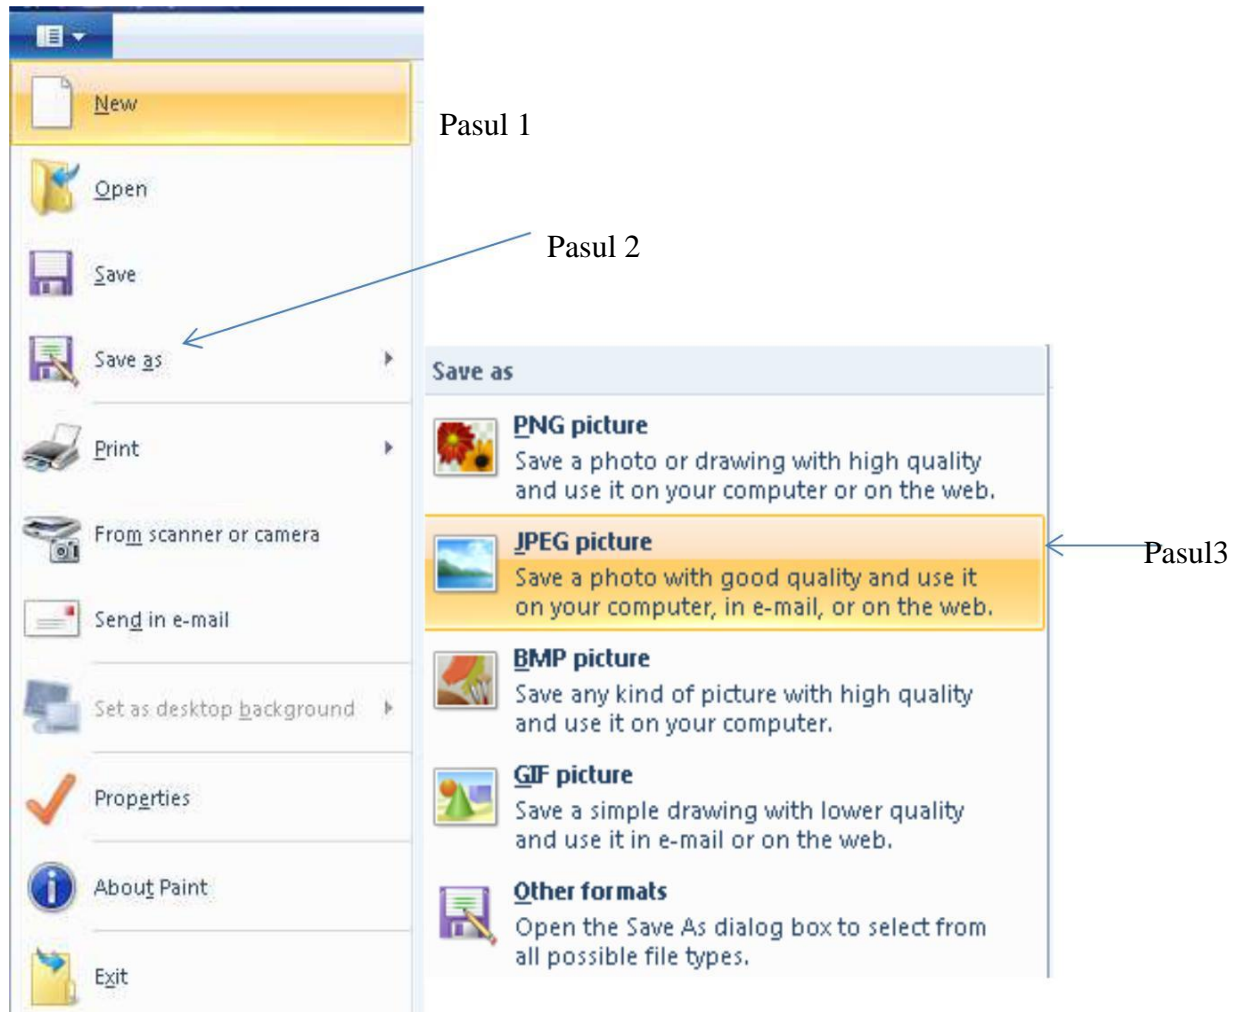 New
Pasul 1
Open
Pasul 2
Save
Save as
Print
From scanner or camera
Send in e-mail
Set as desktop background
Properties
About Paint
Exit
Save as
PNG picture
Save a photo or drawing with high quality
and use it on your computer or on the web.
JPEG picture
Save a photo with good quality and use it
on your computer, in e-mail, or on the web.
Pasul3
BMP picture
Save any kind of picture with high quality
and use it on your computer.
GIF picture
Save a simple drawing with lower quality
and use it in e-mail or on the web.
Other formats
Open the Save As dialog box to select from
all possible file types.